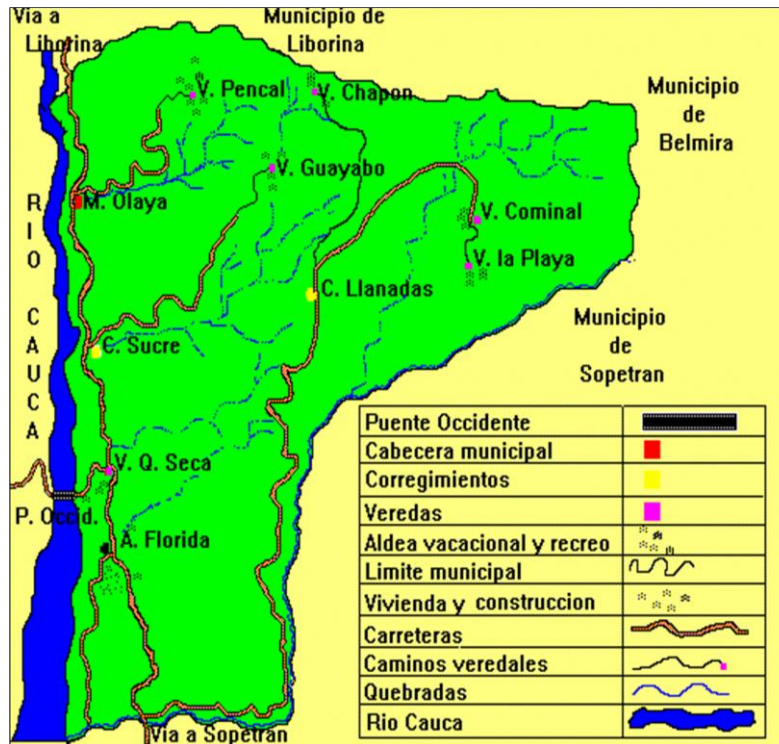 Via a
Liborina
Municipio de
Liborina
V. Pencal
V. Chapon
Municipio
de
Belmira
V. Guayabo
M. Olaya
V. Cominal
RIO CAUCA
V. la Playa
C. Llanadas
Municipio
de
Sopetran
C. Sucre
V. Q. Seca
P. Occid.
A. Florida
Via a Sopetran
Puente Occidente
Cabecera municipal
Corregimientos
Veredas
Aldea vacacional y recreo
Limite municipal
Vivienda y construccion
Carreteras
Caminos veredales
Quebradas
Rio Cauca